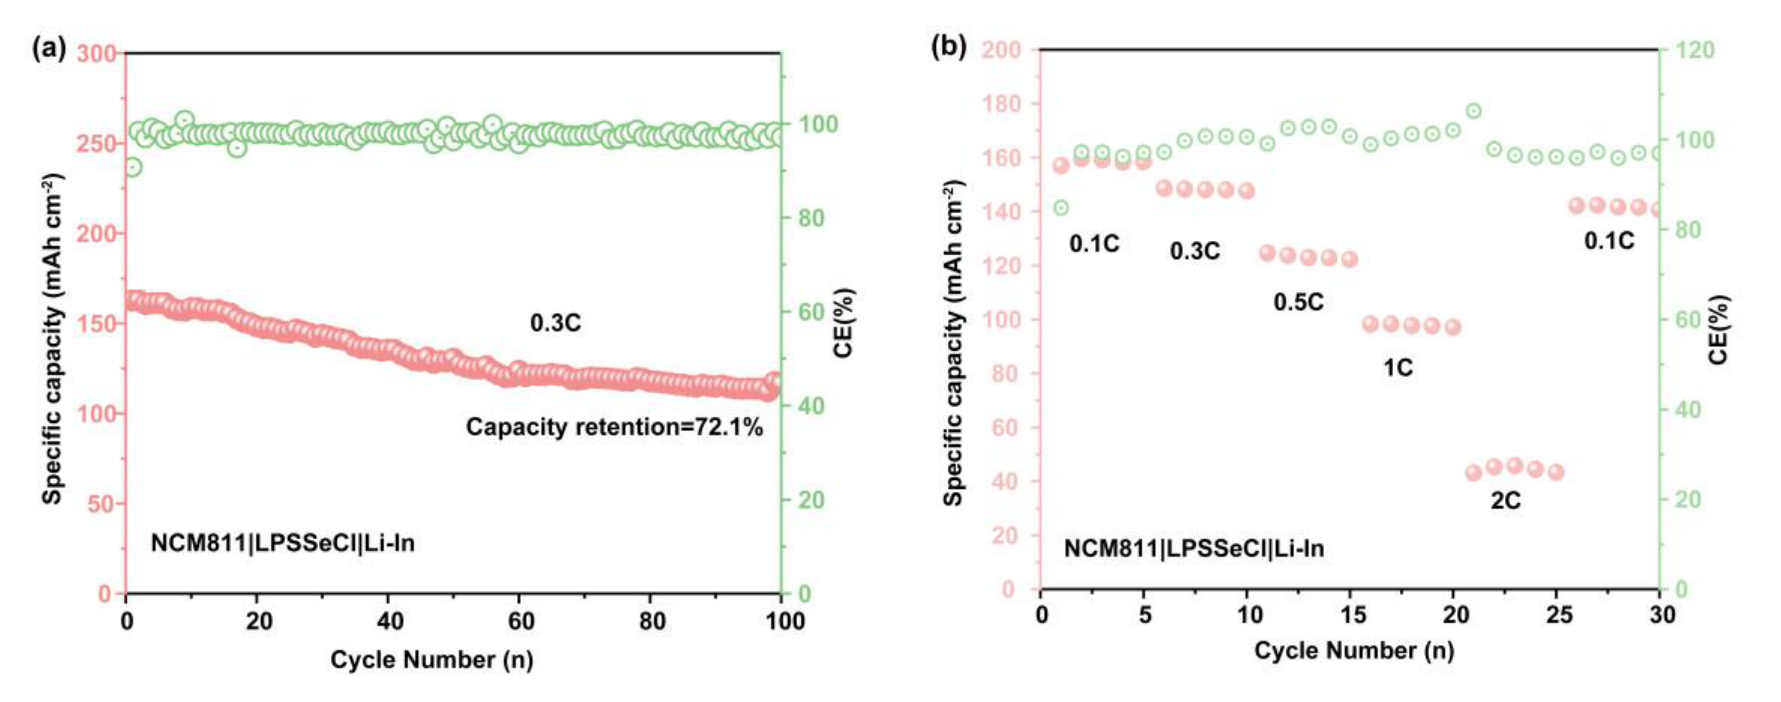 (a)
300
250
200
150
100
50
0
Specific capacity (mAh cm-2)
100
80
60
40
20
0
CE(%)
0.3C
Capacity retention=72.1%
NCM811|LPSSeCl|Li-In
0 20 40 60 80 100
Cycle Number (n)
(b)
200
180
160
140
120
100
80
60
40
20
0
Specific capacity (mAh cm-2)
120
100
80
60
40
20
0
CE(%)
0.1C
0.3C
0.5C
1C
2C
0.1C
NCM811|LPSSeCl|Li-In
0 5 10 15 20 25 30
Cycle Number (n)